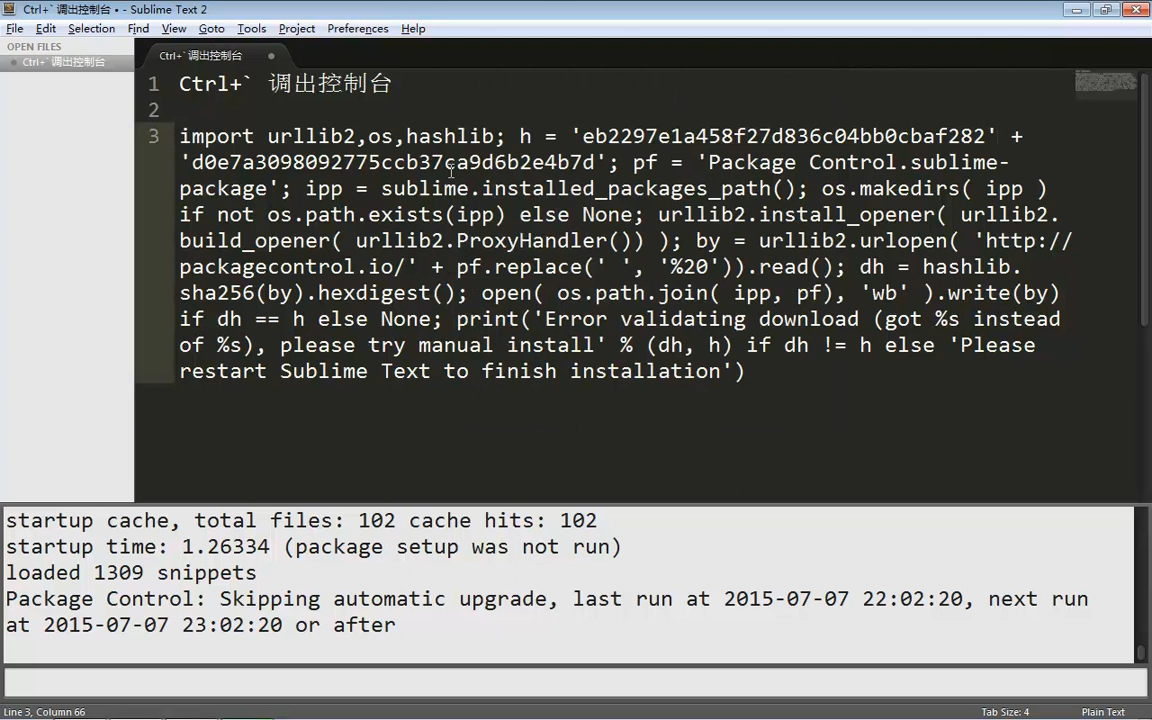 Ctrl+` 调出控制台 • - Sublime Text 2
File Edit Selection Find View Goto Tools Project Preferences Help
OPEN FILES
Ctrl+`调出控制台
Ctrl+`调出控制台
1 Ctrl+` 调出控制台
2
3 import urllib2,os,hashlib; h = 'eb2297e1a458f27d836c04bb0cbaf282' +
'd0e7a3098092775ccb37ca9d6b2e4b7d'; pf = 'Package Control.sublime-
package'; ipp = sublime.installed_packages_path(); os.makedirs( ipp )
if not os.path.exists(ipp) else None; urllib2.install_opener( urllib2.
build_opener( urllib2.ProxyHandler()) ); by = urllib2.urlopen( 'http://
packagecontrol.io/' + pf.replace(' ', '%20')).read(); dh = hashlib.
sha256(by).hexdigest(); open( os.path.join( ipp, pf), 'wb' ).write(by)
if dh == h else None; print('Error validating download (got %s instead
of %s), please try manual install' % (dh, h) if dh != h else 'Please
restart Sublime Text to finish installation')
startup cache, total files: 102 cache hits: 102
startup time: 1.26334 (package setup was not run)
loaded 1309 snippets
Package Control: Skipping automatic upgrade, last run at 2015-07-07 22:02:20, next run
at 2015-07-07 23:02:20 or after
Line 3, Column 66 Tab Size: 4 Plain Text